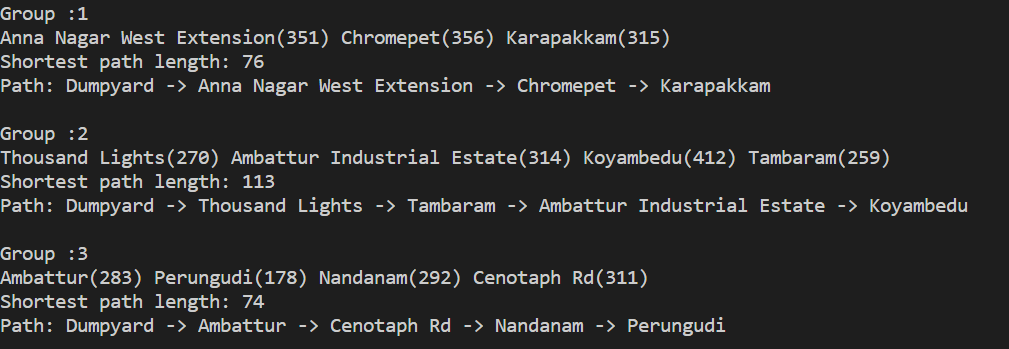 Group :1
Anna Nagar West Extension(351) Chromepet(356) Karapakkam(315)
Shortest path length: 76
Path: Dumpyard -> Anna Nagar West Extension -> Chromepet -> Karapakkam
Group :2
Thousand Lights(270) Ambattur Industrial Estate(314) Koyambedu(412) Tambaram(259)
Shortest path length: 113
Path: Dumpyard -> Thousand Lights -> Tambaram -> Ambattur Industrial Estate -> Koyambedu
Group :3
Ambattur(283) Perungudi(178) Nandanam(292) Cenotaph Rd(311)
Shortest path length: 74
Path: Dumpyard -> Ambattur -> Cenotaph Rd -> Nandanam -> Perungudi